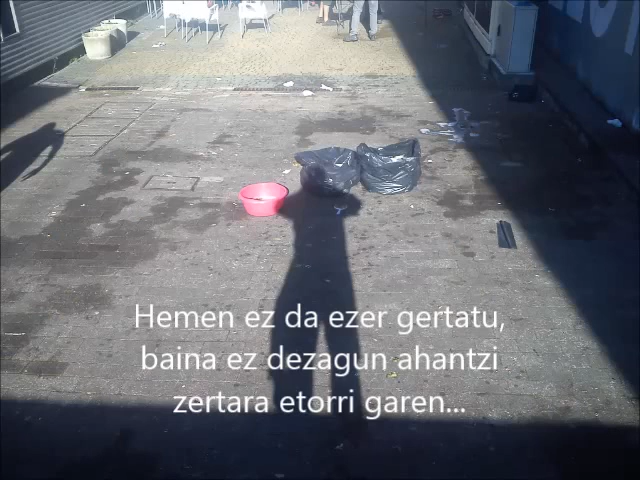 Hemen ez da ezer gertatu,
baina ez dezagun ahantzi
zertara etorri garen...